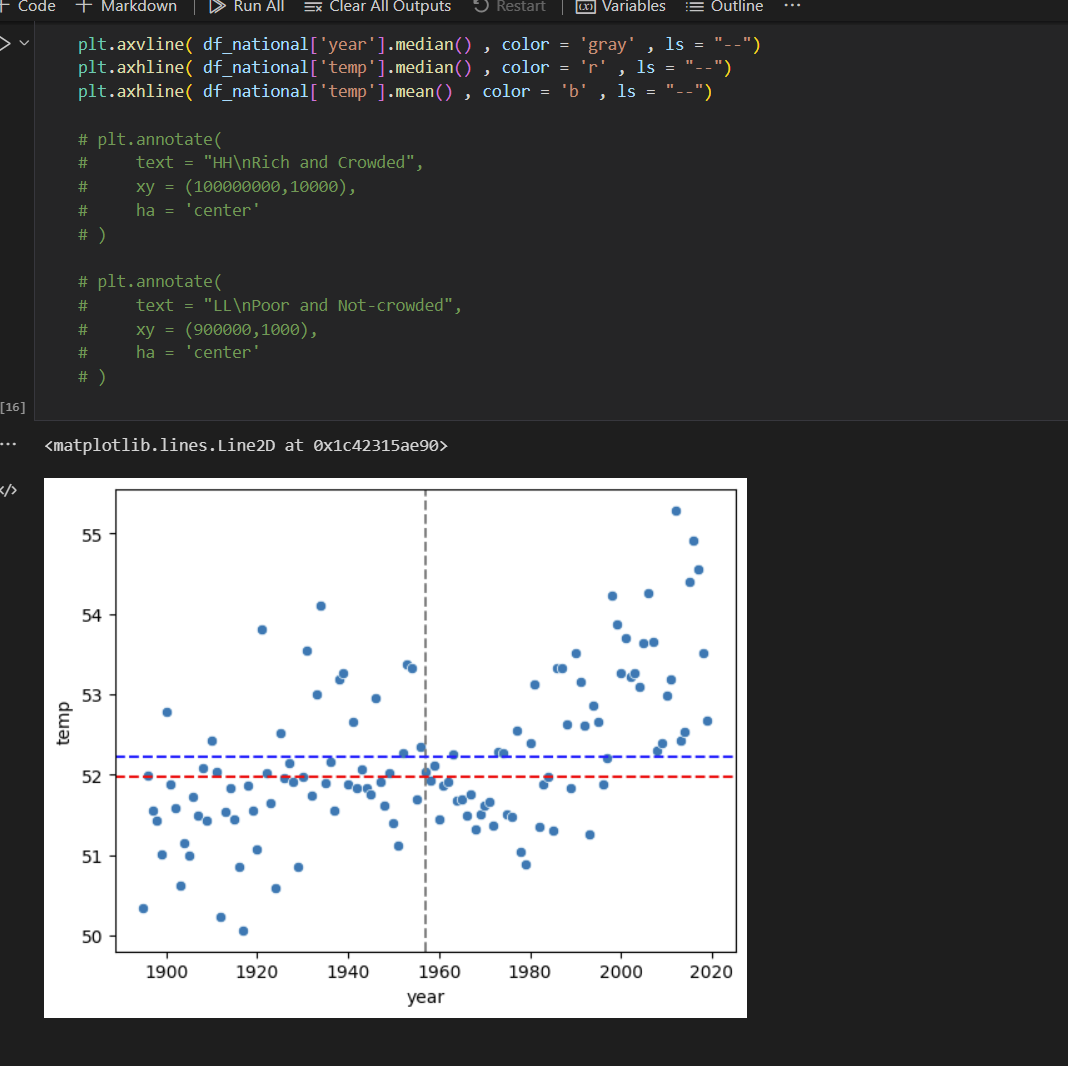 + Code + Markdown | Run All Clear All Outputs Restart | Variables Outline ...
plt.axvline( df_national['year'].median() , color = 'gray' , ls = "--")
plt.axhline( df_national['temp'].median() , color = 'r' , ls = "--")
plt.axhline( df_national['temp'].mean() , color = 'b' , ls = "--")
# plt.annotate(
#     text = "HH\nRich and Crowded",
#     xy = (100000000,10000),
#     ha = 'center'
# )
# plt.annotate(
#     text = "LL\nPoor and Not-crowded",
#     xy = (900000,1000),
#     ha = 'center'
# )
[16]
<matplotlib.lines.Line2D at 0x1c42315ae90>
55
54
53
52
51
50
temp
1900 1920 1940 1960 1980 2000 2020
year